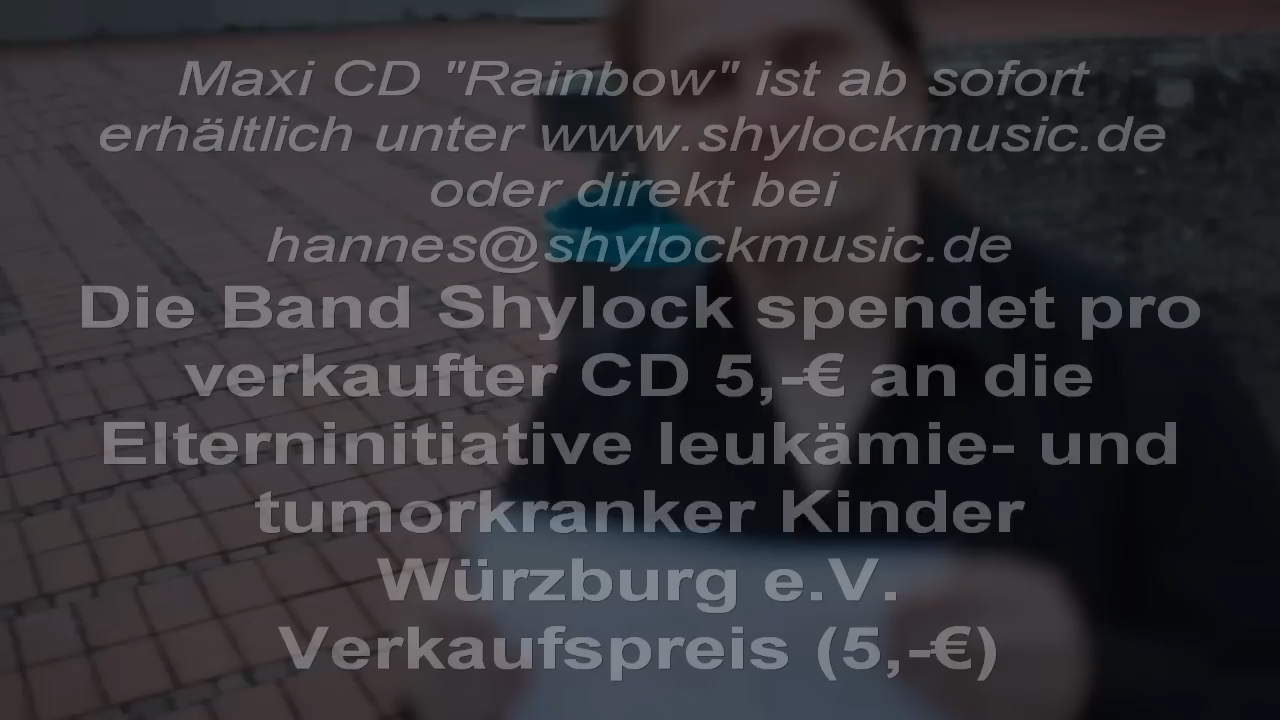 Maxi CD "Rainbow" ist ab sofort
erhältlich unter www.shylockmusic.de
oder direkt bei
hannes@shylockmusic.de
Die Band Shylock spendet pro
verkaufter CD 5,-€ an die
Elterninitiative leukämie- und
tumorkranker Kinder
Würzburg e.V.
Verkaufspreis (5,-€)